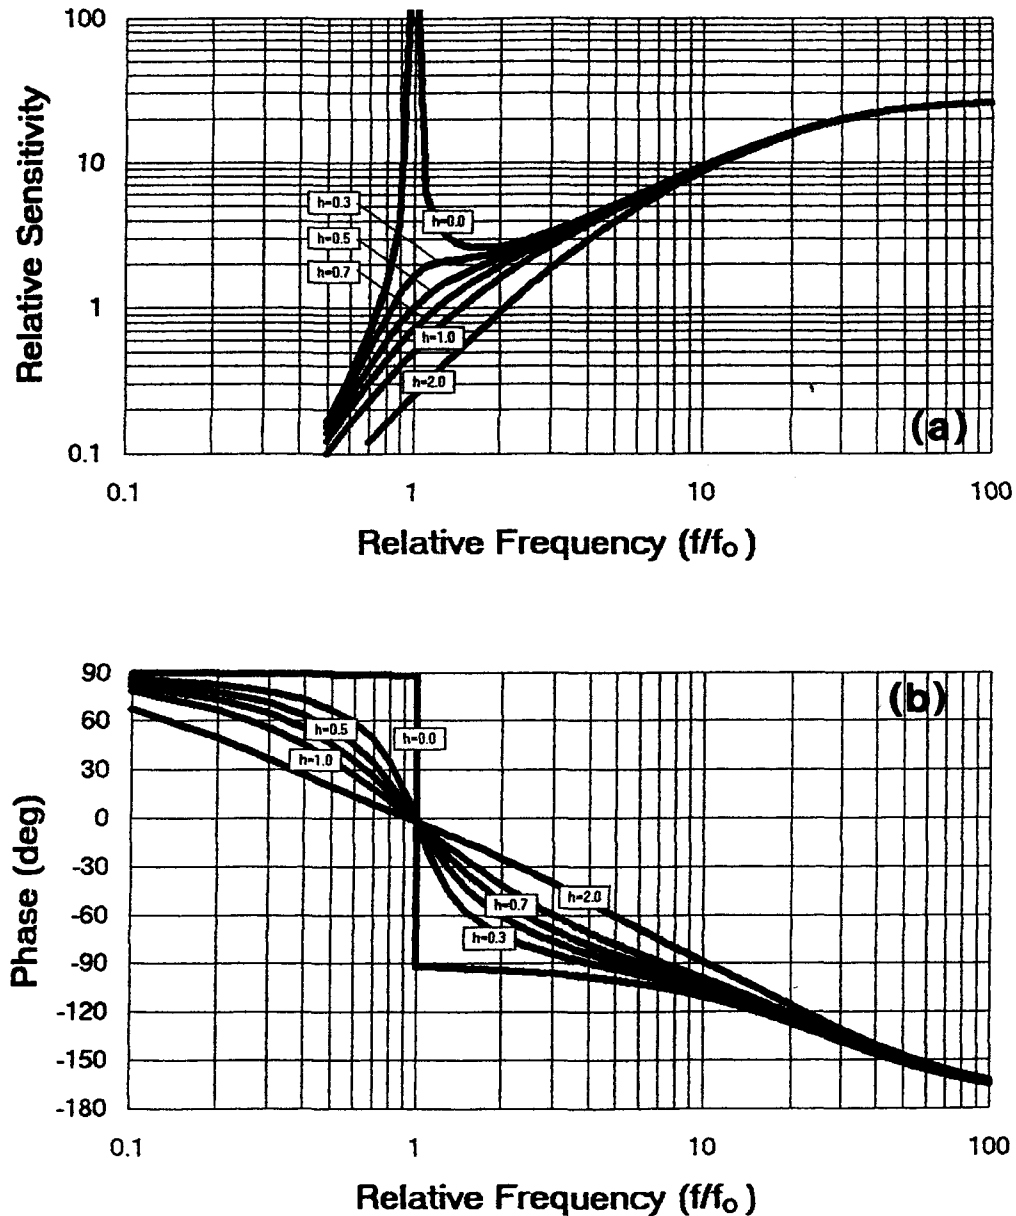 100
10
1
0.1
Relative Sensitivity
h=0.3
h=0.5
h=0.7
h=0.0
h=1.0
h=2.0
(a)
0.1 1 10 100
Relative Frequency (f/fo )
90
60
30
0
-30
-60
-90
-120
-150
-180
Phase (deg)
(b)
h=0.5
h=0.0
h=1.0
h=2.0
h=0.7
h=0.3
0.1 1 10 100
Relative Frequency (f/fo )